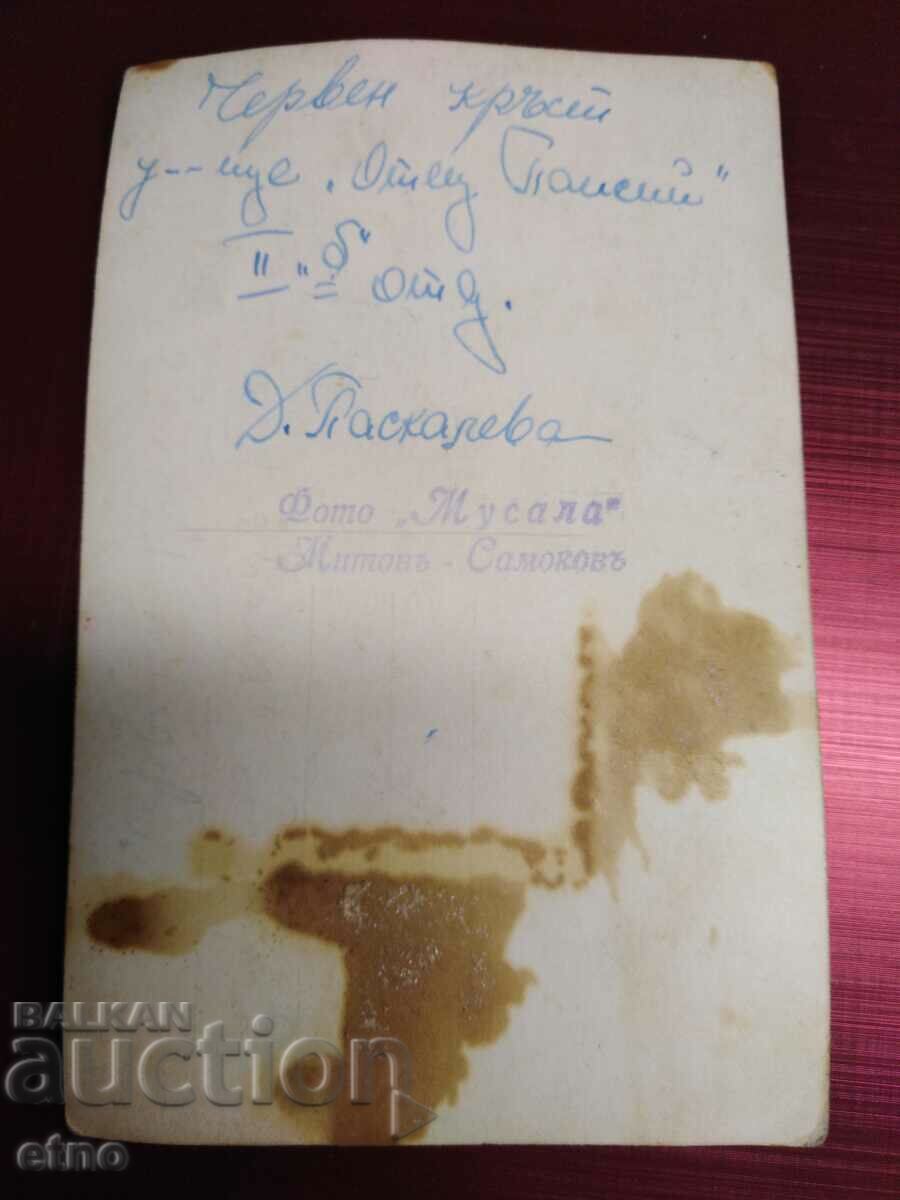 Червен кръст
у--ще „Отец Паисий"
II „б" отд.
Д. Паскалева
Фото „Мусала"
Митовъ - Самоковъ
BALKAN
auction
etno